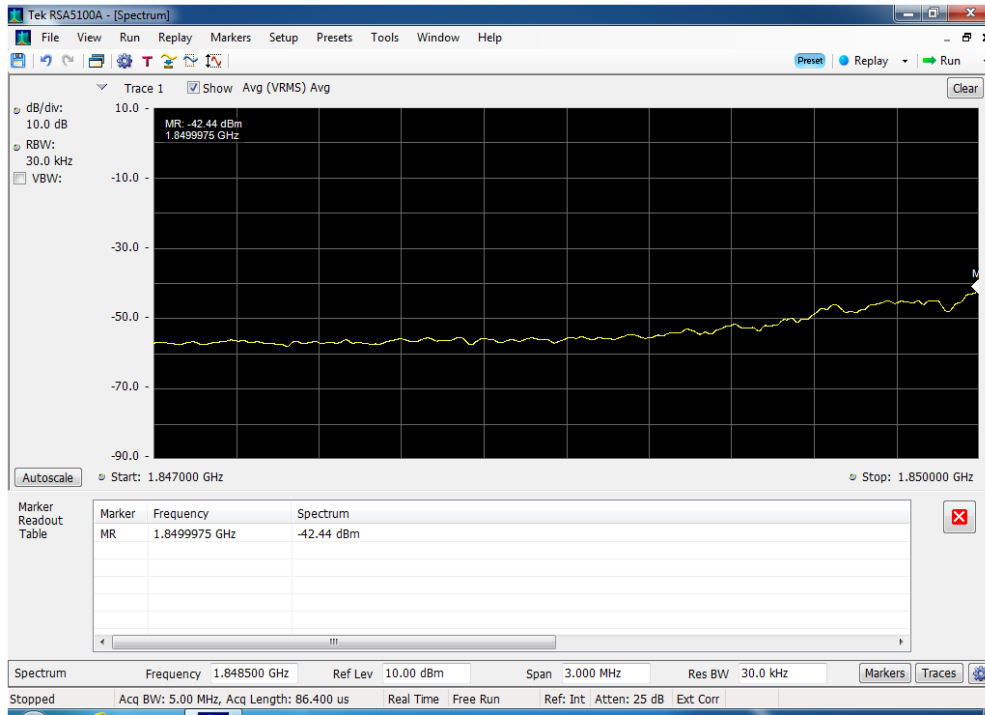 Tek RSA5100A - [Spectrum]
File View Run Replay Markers Setup Presets Tools Window Help
T Preset Replay Run
Trace 1 Show Avg (VRMS) Avg Clear
dB/div:
10.0 dB
RBW:
30.0 kHz
VBW:
10.0 -
-10.0 -
-30.0 -
-50.0 -
-70.0 -
-90.0 -
MR: -42.44 dBm
1.8499975 GHz
M
Autoscale Start: 1.847000 GHz Stop: 1.850000 GHz
Marker
Readout
Table
Marker Frequency Spectrum
MR 1.8499975 GHz -42.44 dBm
Spectrum Frequency 1.848500 GHz Ref Lev 10.00 dBm Span 3.000 MHz Res BW 30.0 kHz Markers Traces
Stopped Acq BW: 5.00 MHz, Acq Length: 86.400 us Real Time Free Run Ref: Int Atten: 25 dB Ext Corr